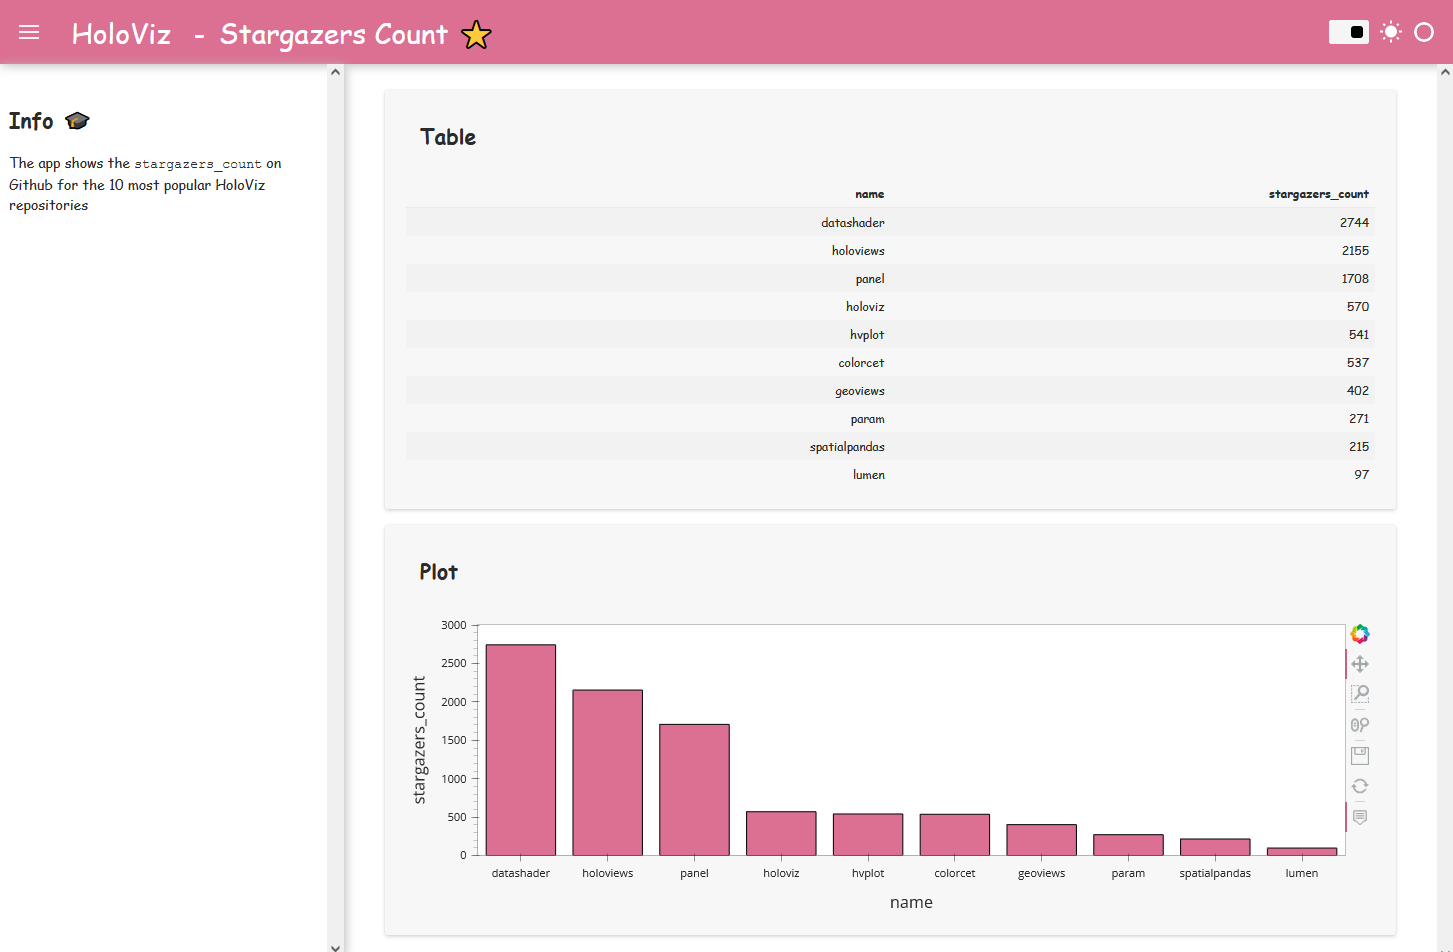 HoloViz - Stargazers Count
Info
The app shows the stargazers_count on
Github for the 10 most popular HoloViz
repositories
Table
name stargazers_count
datashader 2744
holoviews 2155
panel 1708
holoviz 570
hvplot 541
colorcet 537
geoviews 402
param 271
spatialpandas 215
lumen 97
Plot
stargazers_count
3000
2500
2000
1500
1000
500
0
datashader holoviews panel holoviz hvplot colorcet geoviews param spatialpandas lumen
name